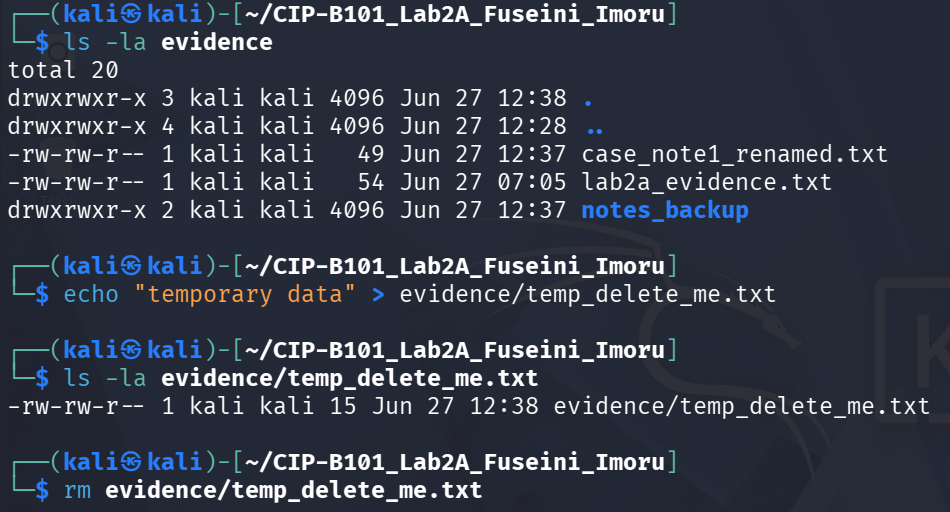 ┌──(kali㉿kali)-[~/CIP-B101_Lab2A_Fuseini_Imoru]
└─$ ls -la evidence
total 20
drwxrwxr-x 3 kali kali 4096 Jun 27 12:38 .
drwxrwxr-x 4 kali kali 4096 Jun 27 12:28 ..
-rw-rw-r-- 1 kali kali   49 Jun 27 12:37 case_note1_renamed.txt
-rw-rw-r-- 1 kali kali   54 Jun 27 07:05 lab2a_evidence.txt
drwxrwxr-x 2 kali kali 4096 Jun 27 12:37 notes_backup
┌──(kali㉿kali)-[~/CIP-B101_Lab2A_Fuseini_Imoru]
└─$ echo "temporary data" > evidence/temp_delete_me.txt
┌──(kali㉿kali)-[~/CIP-B101_Lab2A_Fuseini_Imoru]
└─$ ls -la evidence/temp_delete_me.txt
-rw-rw-r-- 1 kali kali 15 Jun 27 12:38 evidence/temp_delete_me.txt
┌──(kali㉿kali)-[~/CIP-B101_Lab2A_Fuseini_Imoru]
└─$ rm evidence/temp_delete_me.txt